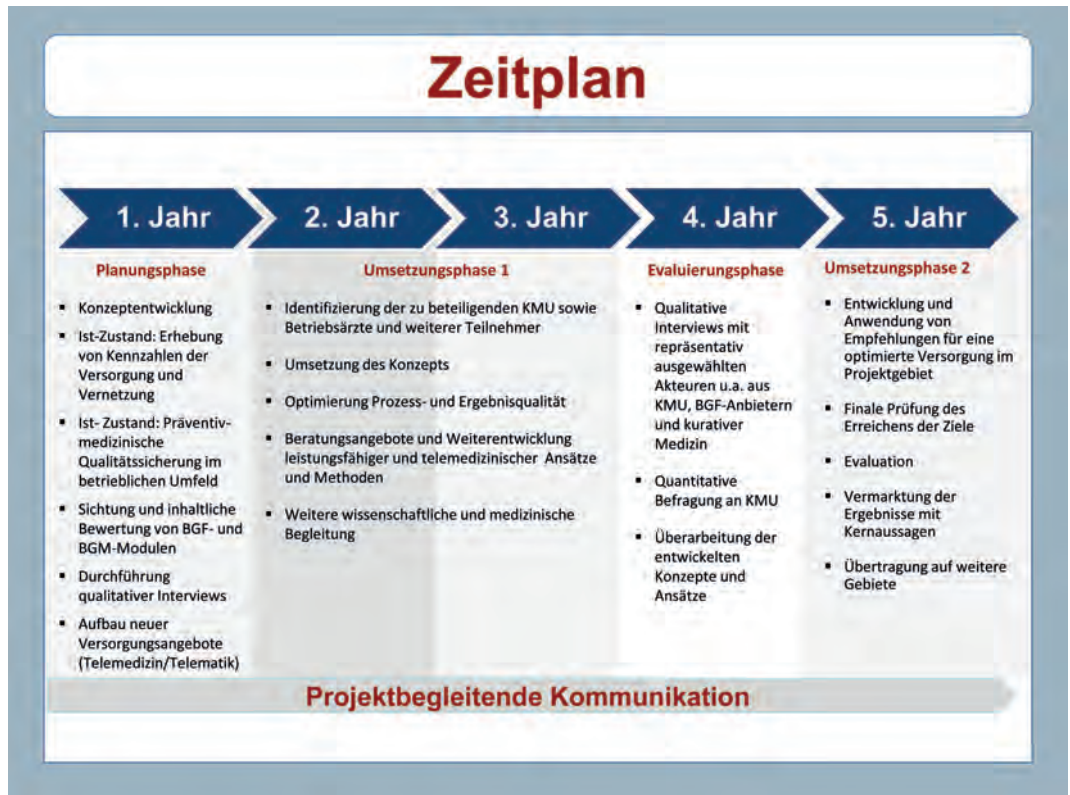 Zeitplan
1. Jahr
2. Jahr
3. Jahr
4. Jahr
5. Jahr
Planungsphase
▪ Konzeptentwicklung
▪ Ist-Zustand: Erhebung
von Kennzahlen der
Versorgung und
Vernetzung
▪ Ist- Zustand: Präventiv-
medizinische
Qualitätssicherung im
betrieblichen Umfeld
▪ Sichtung und inhaltliche
Bewertung von BGF- und
BGM-Modulen
▪ Durchführung
qualitativer Interviews
▪ Aufbau neuer
Versorgungsangebote
(Telemedizin/Telematik)
Umsetzungsphase 1
▪ Identifizierung der zu beteiligenden KMU sowie
Betriebsärzte und weiterer Teilnehmer
▪ Umsetzung des Konzepts
▪ Optimierung Prozess- und Ergebnisqualität
▪ Beratungsangebote und Weiterentwicklung
leistungsfähiger und telemedizinischer Ansätze
und Methoden
▪ Weitere wissenschaftliche und medizinische
Begleitung
Evaluierungsphase
▪ Qualitative
Interviews mit
repräsentativ
ausgewählten
Akteuren u.a. aus
KMU, BGF-Anbietern
und kurativer
Medizin
▪ Quantitative
Befragung an KMU
▪ Überarbeitung der
entwickelten
Konzepte und
Ansätze
Umsetzungsphase 2
▪ Entwicklung und
Anwendung von
Empfehlungen für eine
optimierte Versorgung im
Projektgebiet
▪ Finale Prüfung des
Erreichens der Ziele
▪ Evaluation
▪ Vermarktung der
Ergebnisse mit
Kernaussagen
▪ Übertragung auf weitere
Gebiete
Projektbegleitende Kommunikation